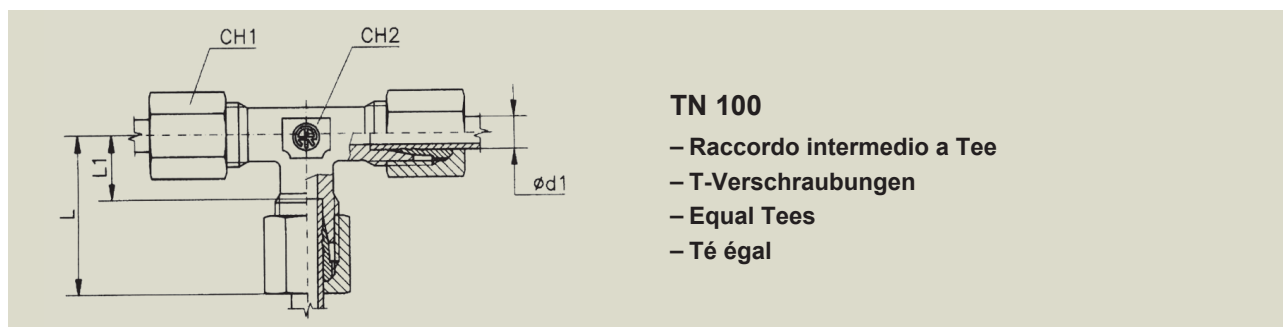 CH1
CH2
L1
L
Ød1
TN 100
– Raccordo intermedio a Tee
– T-Verschraubungen
– Equal Tees
– Té égal